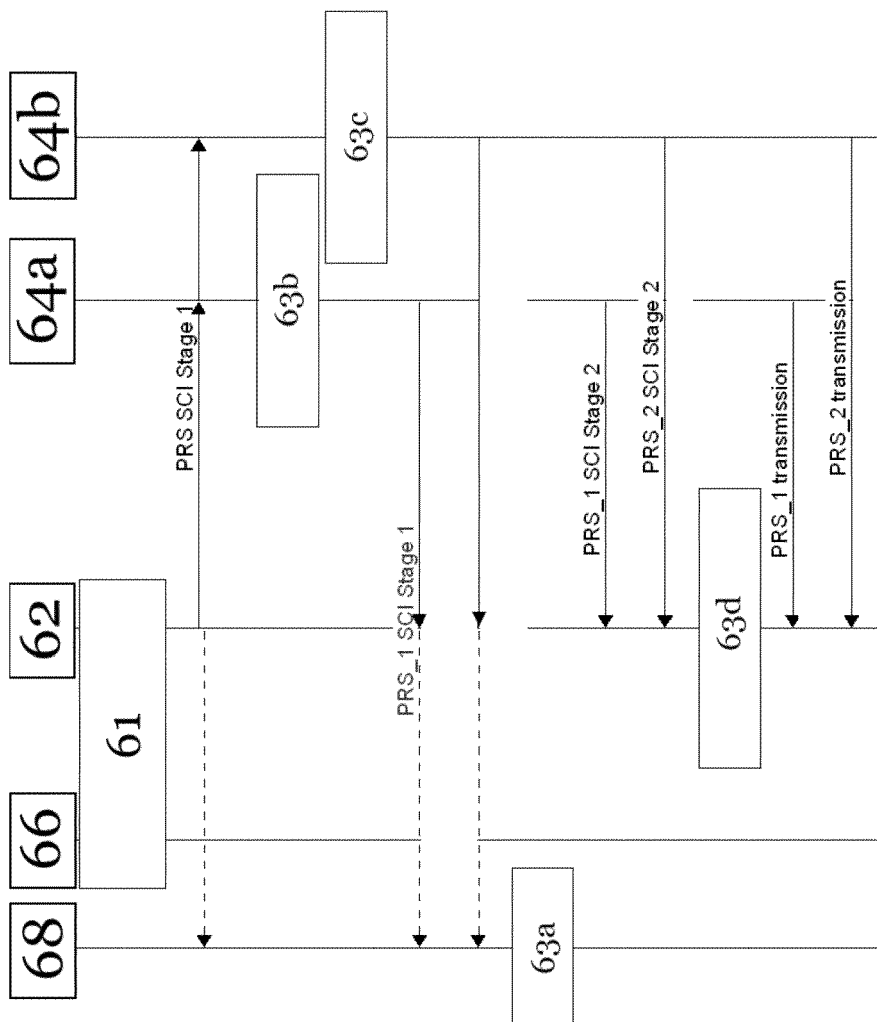 68
66
62
64a
64b
61
PRS SCI Stage 1
63b
63c
PRS_1 SCI Stage 1
63a
PRS_1 SCI Stage 2
PRS_2 SCI Stage 2
63d
PRS_1 transmission
PRS_2 transmission